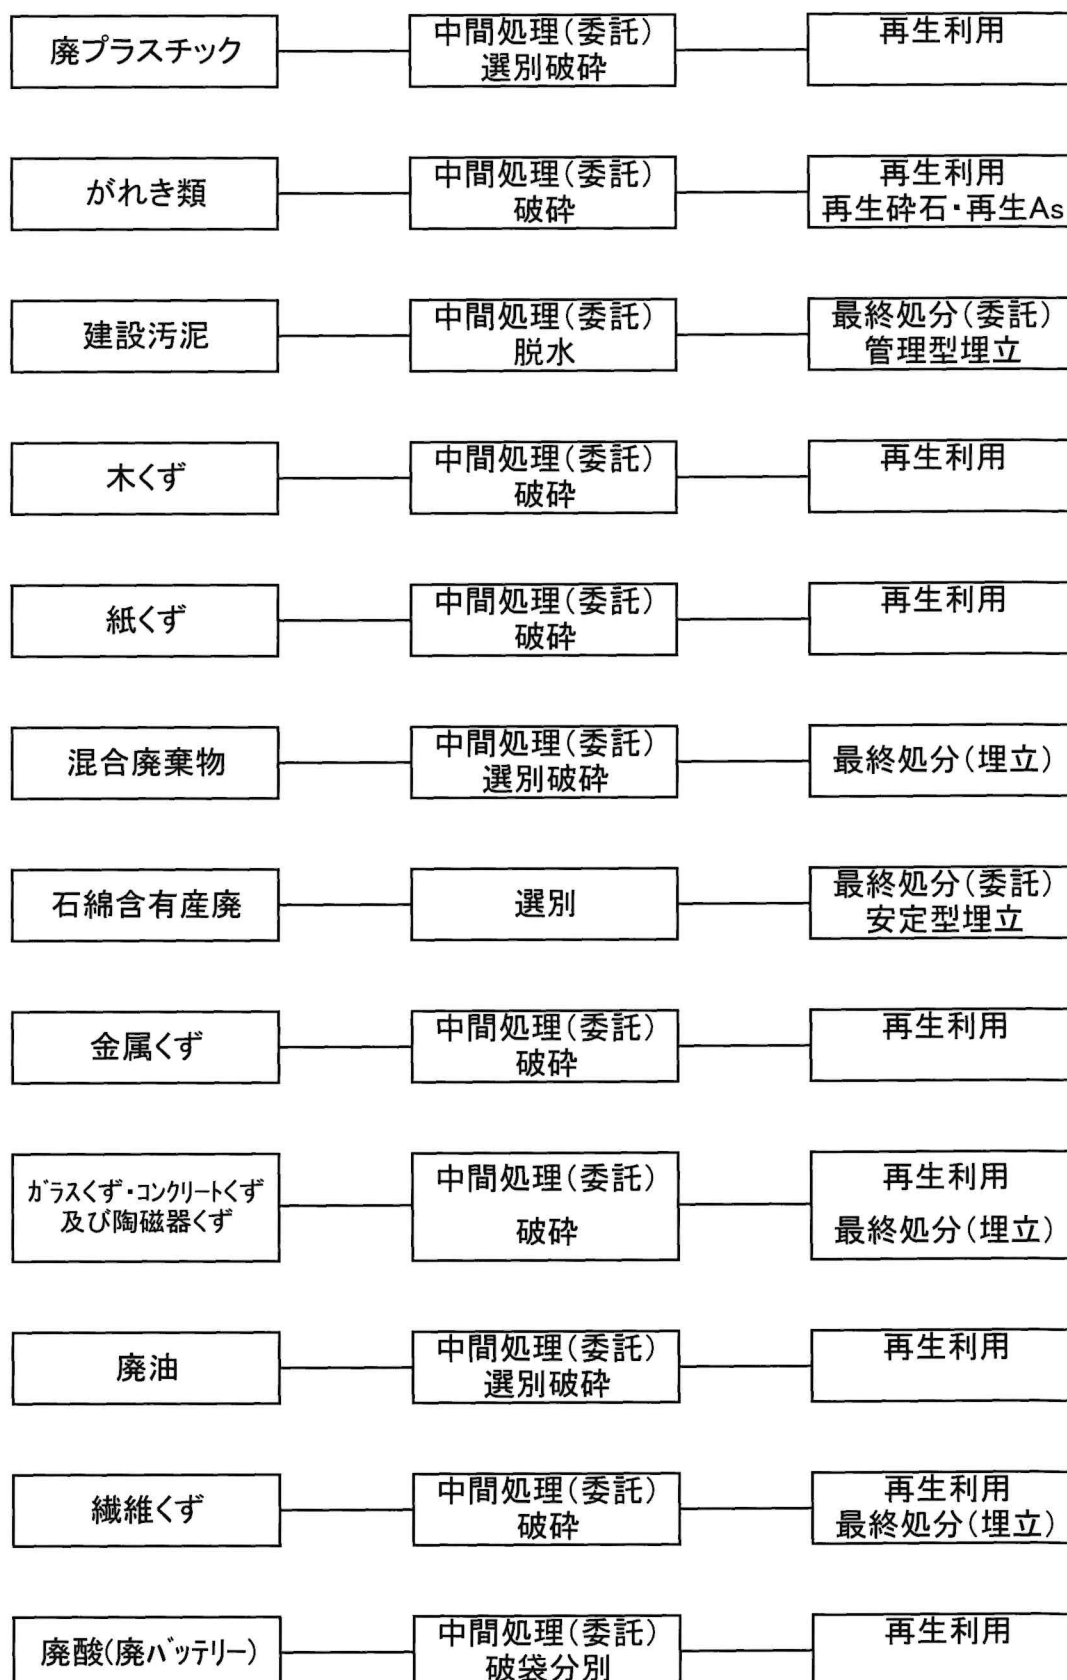 廃プラスチック
中間処理(委託)
選別破砕
再生利用
がれき類
中間処理(委託)
破砕
再生利用
再生砕石・再生As
建設汚泥
中間処理(委託)
脱水
最終処分(委託)
管理型埋立
木くず
中間処理(委託)
破砕
再生利用
紙くず
中間処理(委託)
破砕
再生利用
混合廃棄物
中間処理(委託)
選別破砕
最終処分(埋立)
石綿含有産廃
選別
最終処分(委託)
安定型埋立
金属くず
中間処理(委託)
破砕
再生利用
ガラスくず・コンクリートくず
及び陶磁器くず
中間処理(委託)
破砕
再生利用
最終処分(埋立)
廃油
中間処理(委託)
選別破砕
再生利用
繊維くず
中間処理(委託)
破砕
再生利用
最終処分(埋立)
廃酸(廃バッテリー)
中間処理(委託)
破袋分別
再生利用